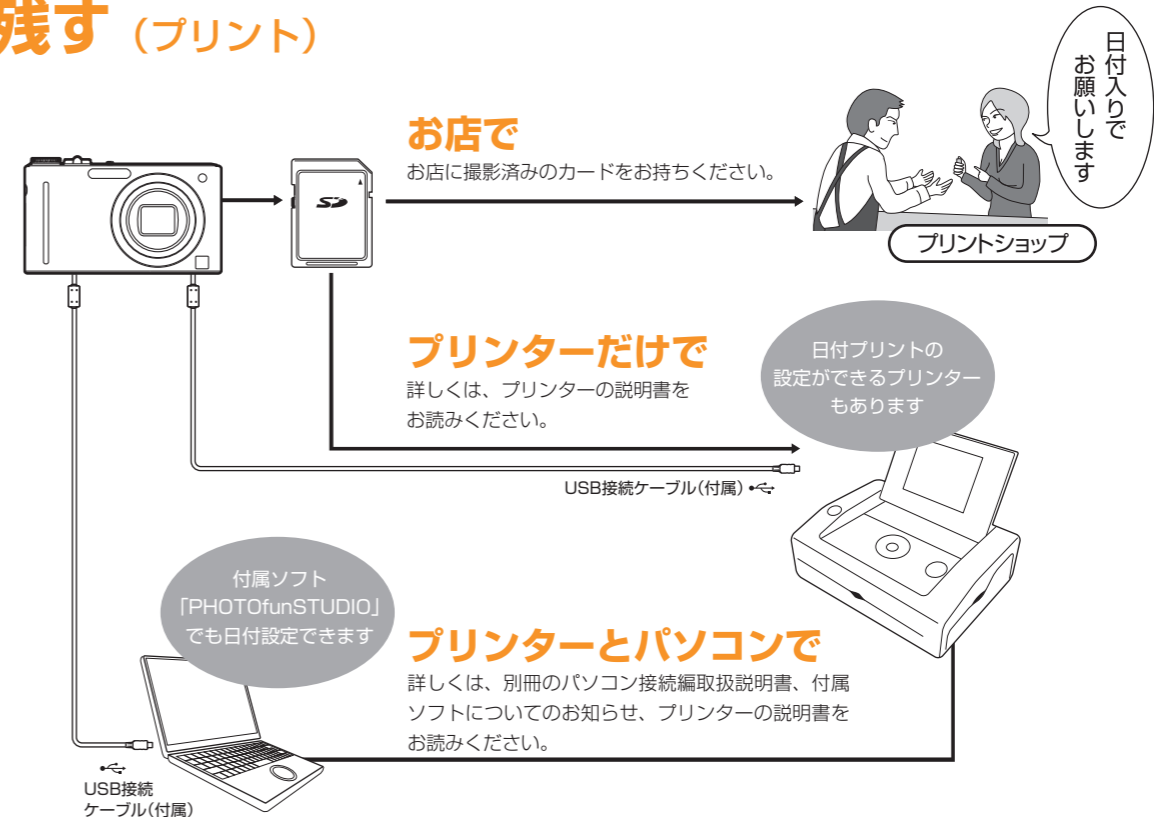 残す（プリント）
日付入りで
お願いします
お店で
お店に撮影済みのカードをお持ちください。
プリントショップ
SD
プリンターだけで
詳しくは、プリンターの説明書を
お読みください。
日付プリントの
設定ができるプリンター
もあります
USB接続ケーブル（付属）
付属ソフト
「PHOTOfunSTUDIO」
でも日付設定できます
プリンターとパソコンで
詳しくは、別冊のパソコン接続編取扱説明書、付属
ソフトについてのお知らせ、プリンターの説明書を
お読みください。
USB接続
ケーブル（付属）